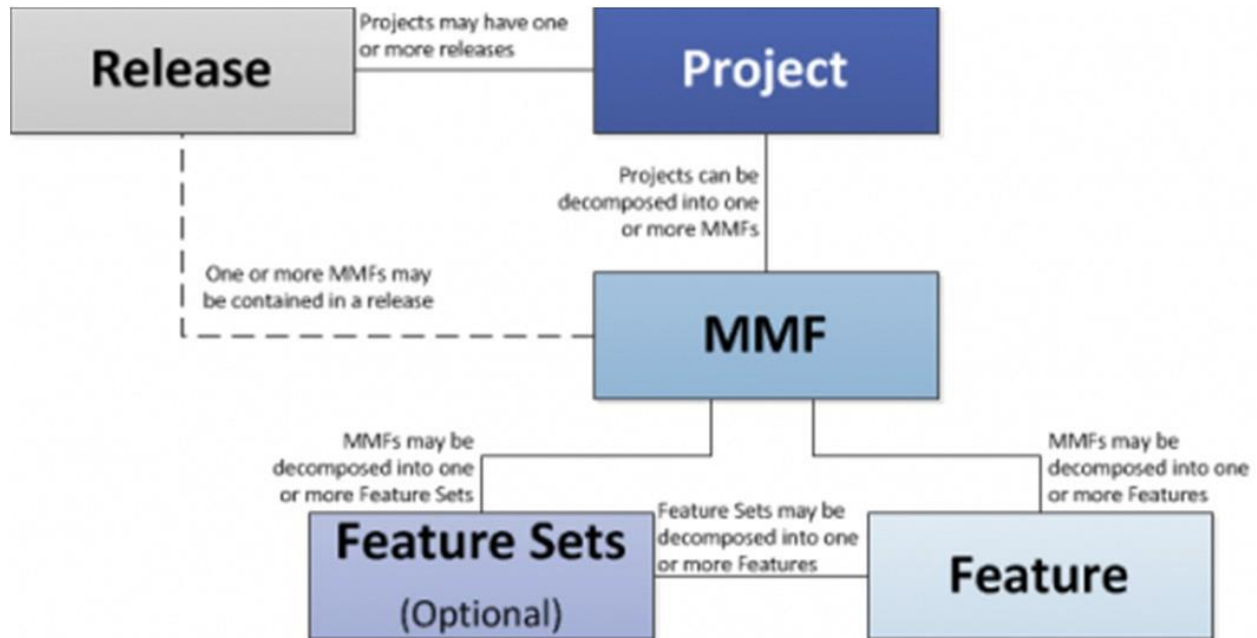 Release
Projects may have one
or more releases
Project
Projects can be
decomposed into one
or more MMFs
One or more MMFs may
be contained in a release
MMF
MMFs may be
decomposed into one
or more Feature Sets
MMFs may be
decomposed into one
or more Features
Feature Sets
(Optional)
Feature Sets may be
decomposed into one
or more Features
Feature